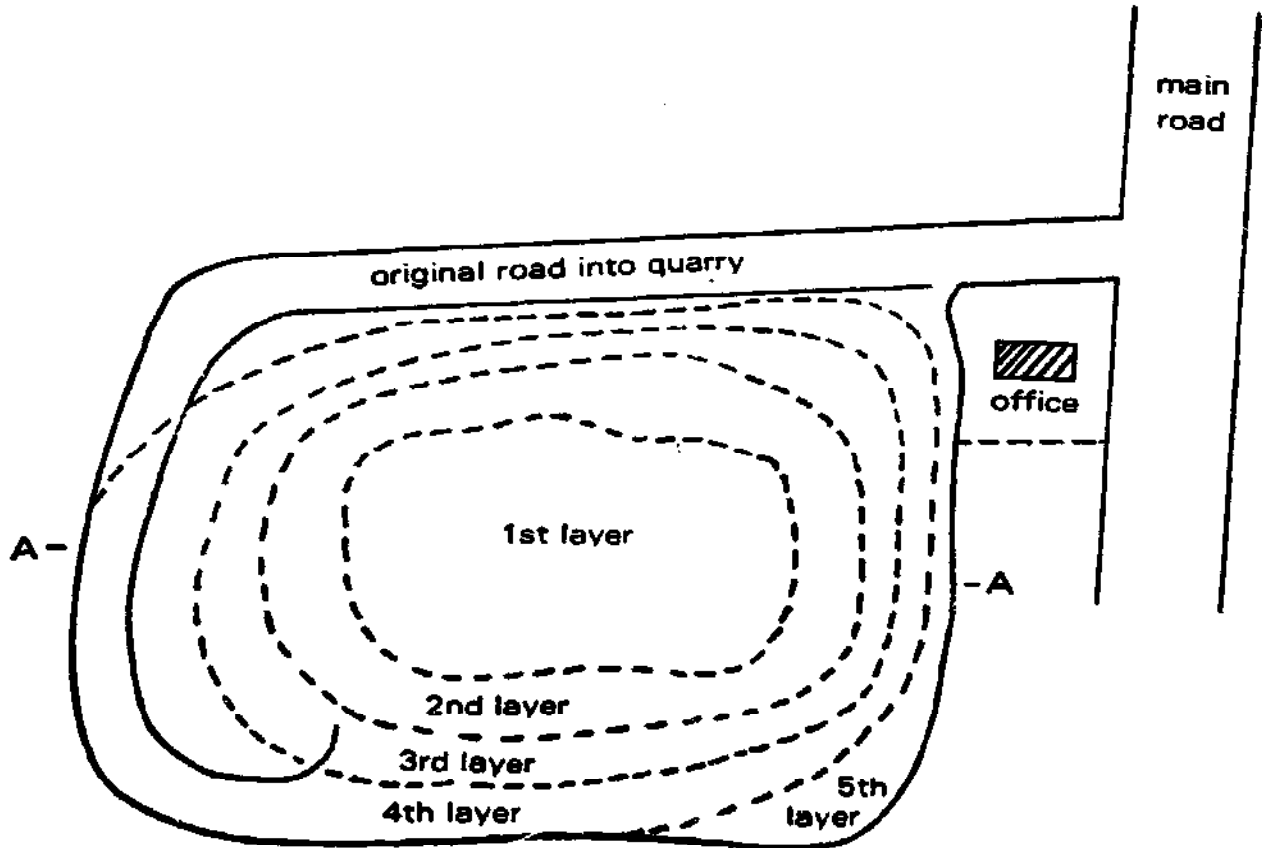 main
road
original road into quarry
office
A
1st layer
A
2nd layer
3rd layer
5th
layer
4th layer